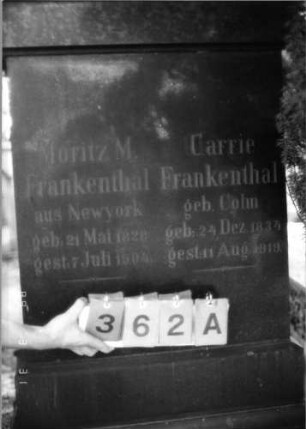 Moritz M.
Frankenthal
aus Newyork
geb. 21 Mai 1828
gest. 7 Juli
Carrie
Frankenthal
geb. Cohn
geb. 24 Dez
gest. 11 Aug 1919
362A